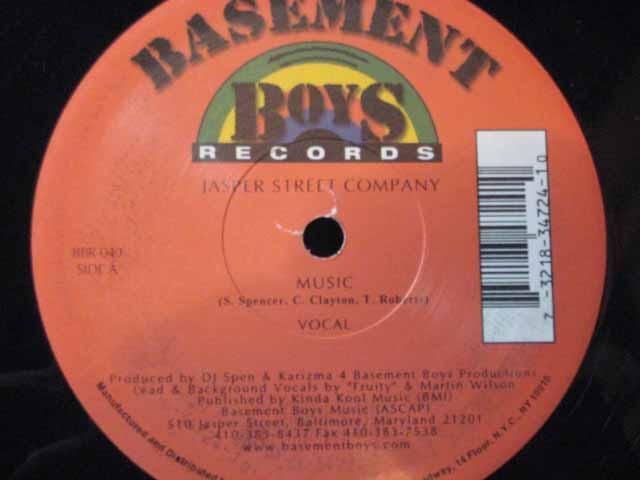 BASEMENT
BOYS
RECORDS
JASPER STREET COMPANY
BBR-040
SIDE A
MUSIC
(S. Spencer, C. Clayton, T. Roberts)
VOCAL
7 -3218-34724-1 0
Produced by DJ Spen & Karizma 4 Basement Boys Productions
Lead & Background Vocals by "Fruity" & Martin Wilson
Published by Kinda Kool Music (BMI)
Basement Boys Music (ASCAP)
510 Jasper Street, Baltimore, Maryland 21201
410-383-8437 Fax 410-383-7538
www.basementboys.com
Manufactured and Distributed
14 Floor, N.Y.C., NY 10010